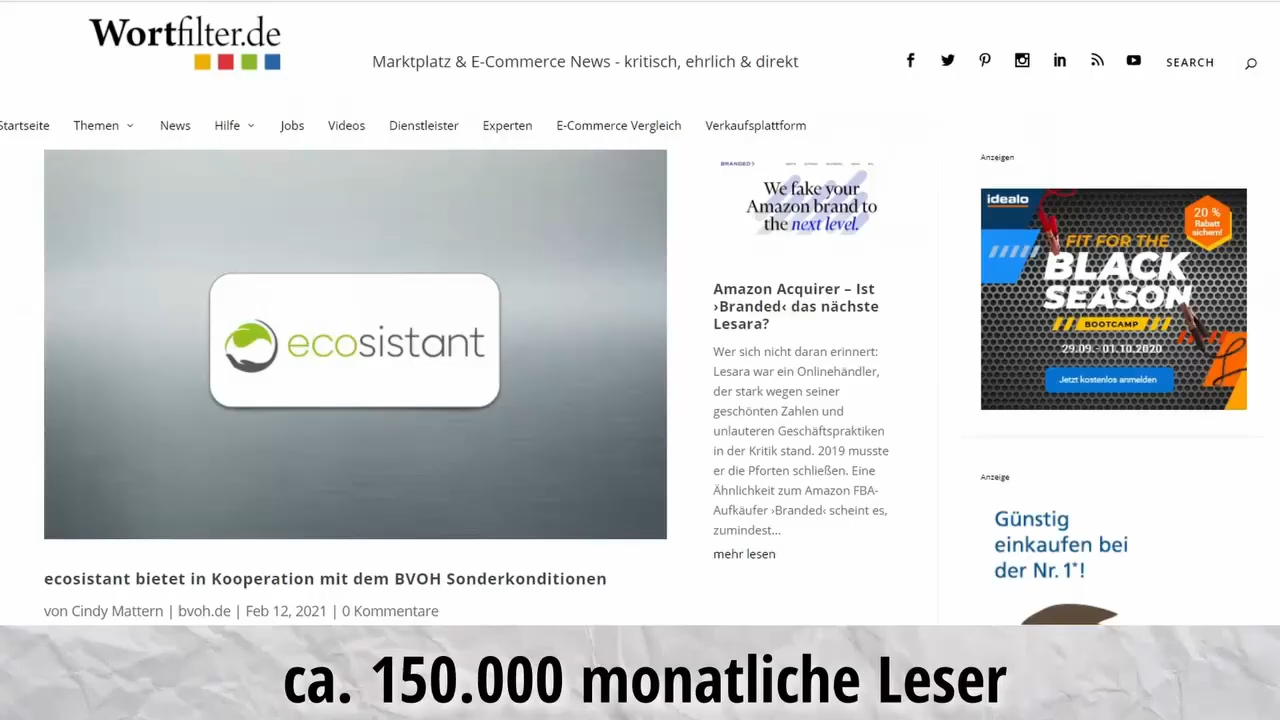 Wortfilter.de
Marktplatz & E-Commerce News - kritisch, ehrlich & direkt
SEARCH
Startseite
Themen
News
Hilfe
Jobs
Videos
Dienstleister
Experten
E-Commerce Vergleich
Verkaufsplattform
ecosistant
ecosistant bietet in Kooperation mit dem BVOH Sonderkonditionen
von Cindy Mattern | bvoh.de | Feb 12, 2021 | 0 Kommentare
BRANDED
We fake your
Amazon brand to
the next level.
Amazon Acquirer – Ist
›Branded‹ das nächste
Lesara?
Wer sich nicht daran erinnert:
Lesara war ein Onlinehändler,
der stark wegen seiner
geschönten Zahlen und
unlauteren Geschäftspraktiken
in der Kritik stand. 2019 musste
er die Pforten schließen. Eine
Ähnlichkeit zum Amazon FBA-
Aufkäufer ›Branded‹ scheint es,
zumindest...
mehr lesen
Anzeigen
idealo
20 %
Rabatt
sichern!
FIT FOR THE
BLACK
SEASON
BOOTCAMP
29.09.- 01.10.2020
Jetzt kostenlos anmelden
Anzeige
Günstig
einkaufen bei
der Nr. 1*!
ca. 150.000 monatliche Leser